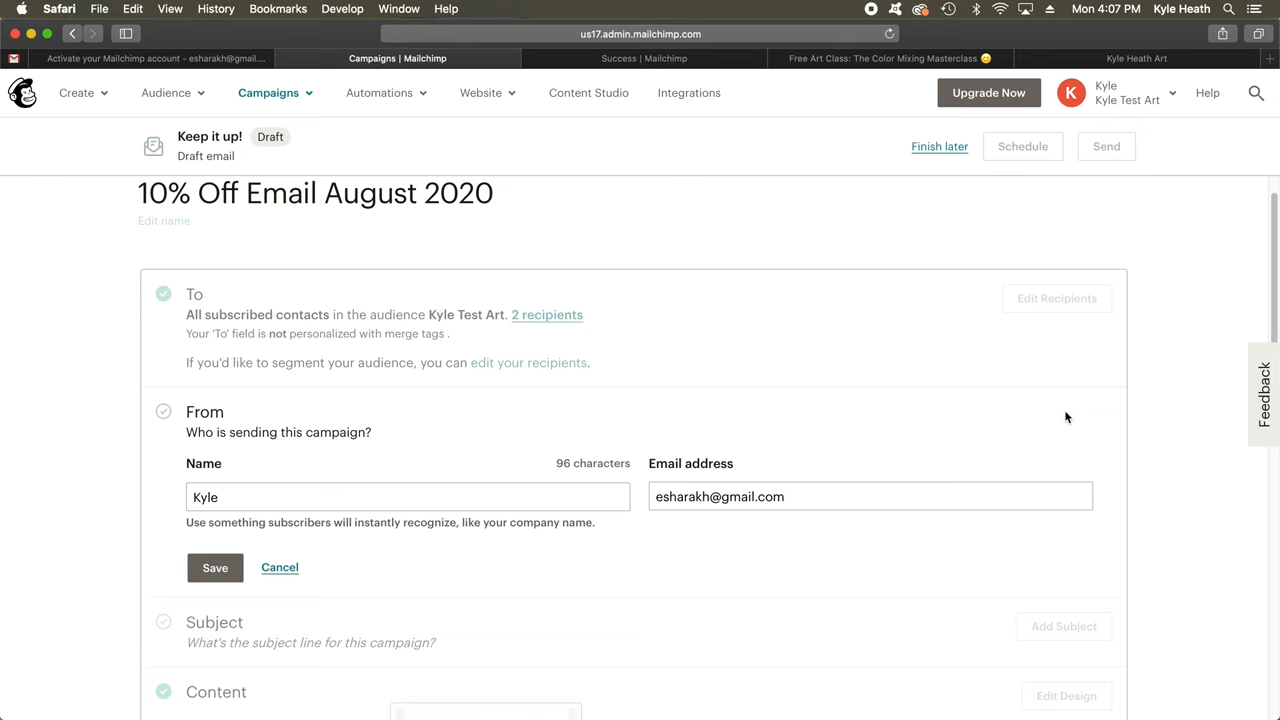 Safari File Edit View History Bookmarks Develop Window Help Mon 4:07 PM Kyle Heath
us17.admin.mailchimp.com
Activate your Mailchimp account - esharakh@gmail.... Campaigns | Mailchimp Success | Mailchimp Free Art Class: The Color Mixing Masterclass 😊 Kyle Heath Art
Create Audience Campaigns Automations Website Content Studio Integrations Upgrade Now K Kyle Help
Kyle Test Art
Keep it up! Draft
Draft email
Finish later Schedule Send
10% Off Email August 2020
Edit name
To
Edit Recipients
All subscribed contacts in the audience Kyle Test Art. 2 recipients
Your 'To' field is not personalized with merge tags .
If you'd like to segment your audience, you can edit your recipients.
Feedback
From
Who is sending this campaign?
Name 96 characters Email address
Kyle esharakh@gmail.com
Use something subscribers will instantly recognize, like your company name.
Save Cancel
Subject
Add Subject
What's the subject line for this campaign?
Content
Edit Design